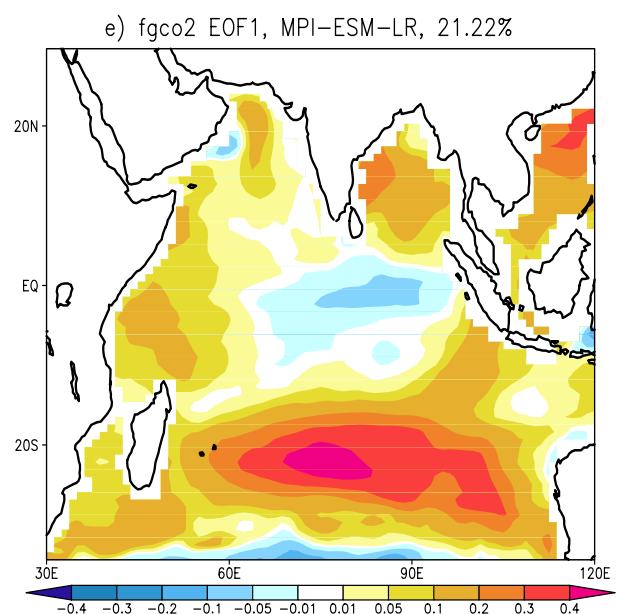 e) fgco2 EOF1, MPI-ESM-LR, 21.22%
20N
EQ
20S
30E 60E 90E 120E
-0.4 -0.3 -0.2 -0.1 -0.05 -0.01 0.01 0.05 0.1 0.2 0.3 0.4